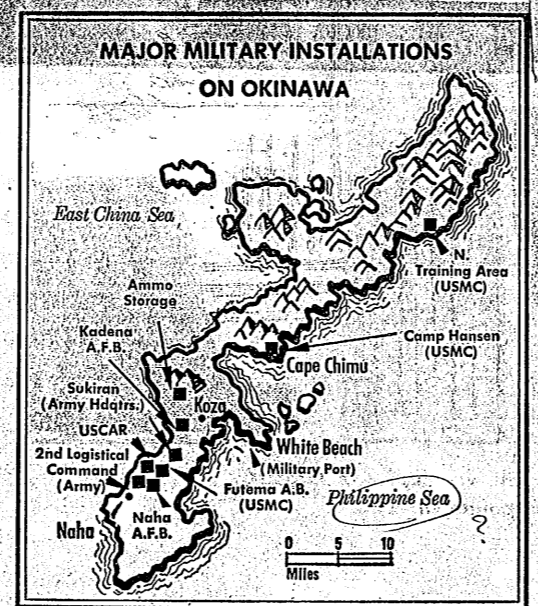 MAJOR MILITARY INSTALLATIONS
ON OKINAWA
East China Sea
N.
Training Area
(USMC)
Ammo
Storage
Kadena
A.F.B.
Camp Hansen
(USMC)
Cape Chimu
Sukiran
(Army Hdqtrs.)
Koza
USCAR
White Beach
(Military Port)
2nd Logistical
Command
(Army)
Futema A.B.
(USMC)
Philippine Sea
?
Naha
Naha
A.F.B.
0 5 10
Miles